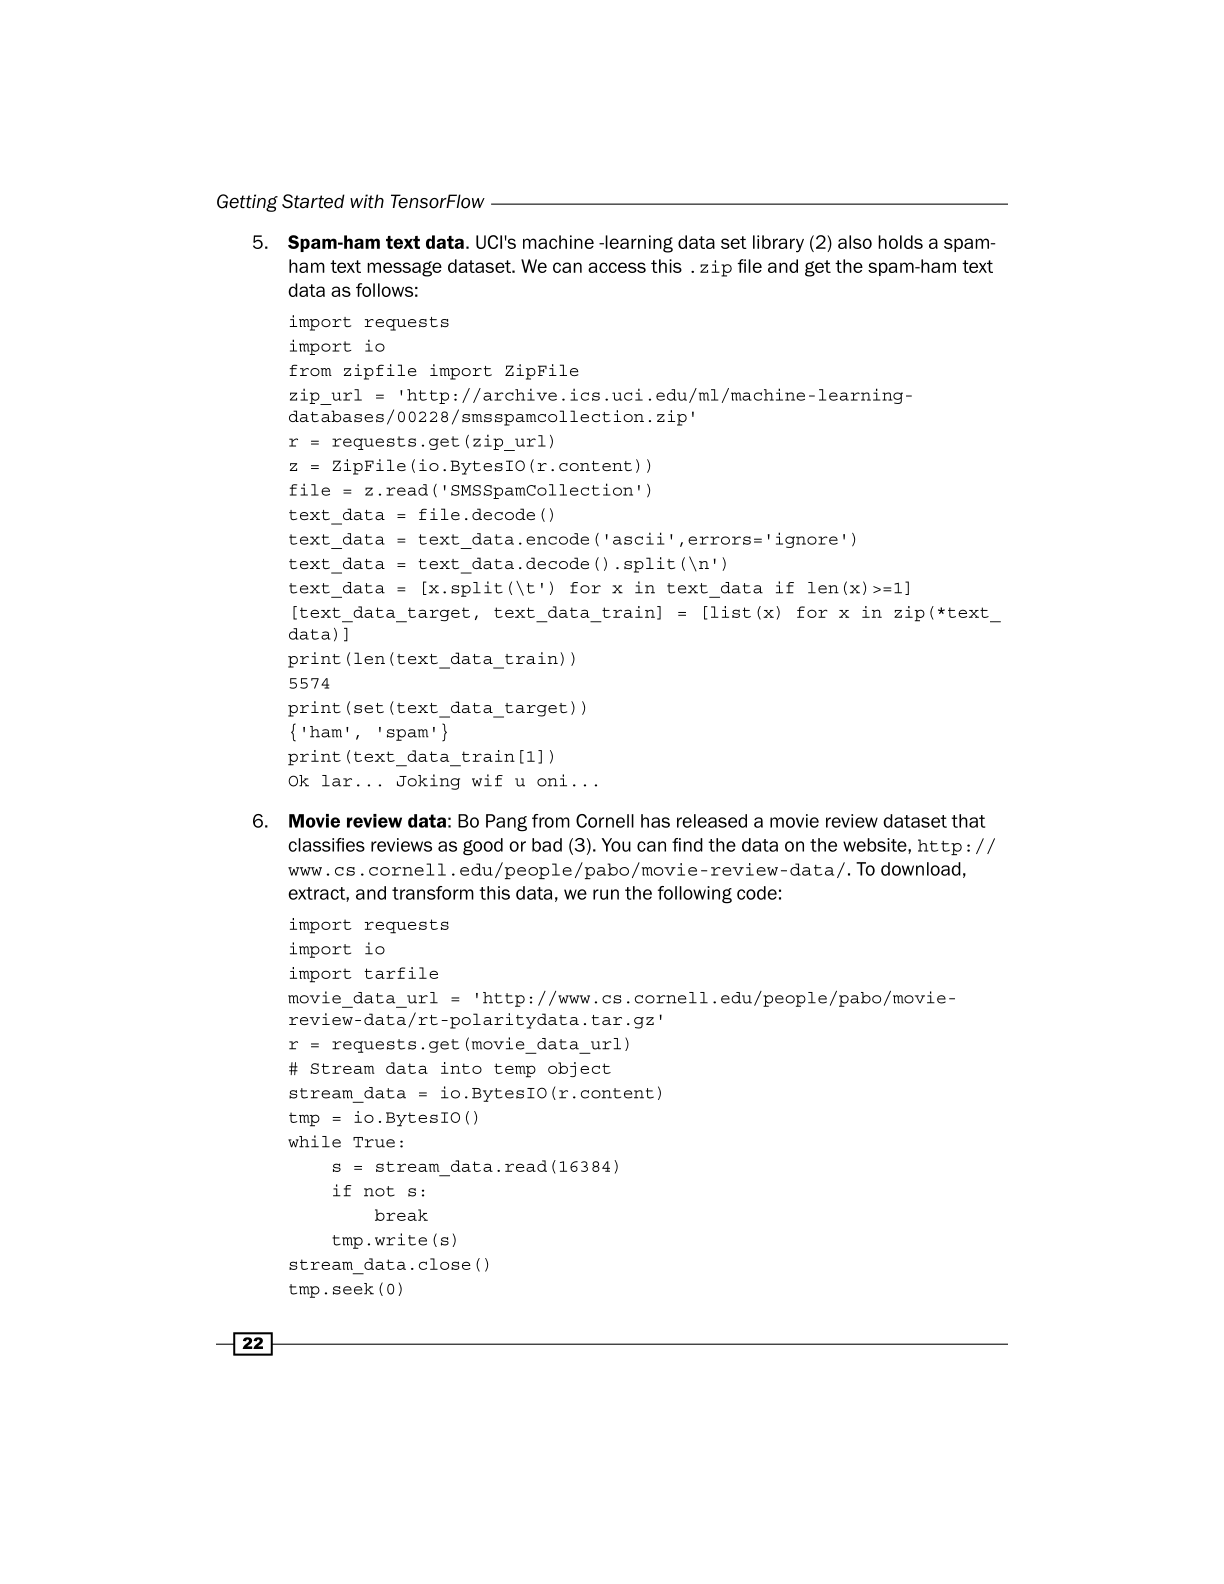 Getting Started with TensorFlow
5. Spam-ham text data. UCI's machine -learning data set library (2) also holds a spam-
ham text message dataset. We can access this .zip file and get the spam-ham text
data as follows:
import requests
import io
from zipfile import ZipFile
zip_url = 'http://archive.ics.uci.edu/ml/machine-learning-
databases/00228/smsspamcollection.zip'
r = requests.get(zip_url)
z = ZipFile(io.BytesIO(r.content))
file = z.read('SMSSpamCollection')
text_data = file.decode()
text_data = text_data.encode('ascii',errors='ignore')
text_data = text_data.decode().split(\n')
text_data = [x.split(\t') for x in text_data if len(x)>=1]
[text_data_target, text_data_train] = [list(x) for x in zip(*text_
data)]
print(len(text_data_train))
5574
print(set(text_data_target))
{'ham', 'spam'}
print(text_data_train[1])
Ok lar... Joking wif u oni...
6. Movie review data: Bo Pang from Cornell has released a movie review dataset that
classifies reviews as good or bad (3). You can find the data on the website, http://
www.cs.cornell.edu/people/pabo/movie-review-data/. To download,
extract, and transform this data, we run the following code:
import requests
import io
import tarfile
movie_data_url = 'http://www.cs.cornell.edu/people/pabo/movie-
review-data/rt-polaritydata.tar.gz'
r = requests.get(movie_data_url)
# Stream data into temp object
stream_data = io.BytesIO(r.content)
tmp = io.BytesIO()
while True:
    s = stream_data.read(16384)
    if not s:
        break
    tmp.write(s)
stream_data.close()
tmp.seek(0)
22